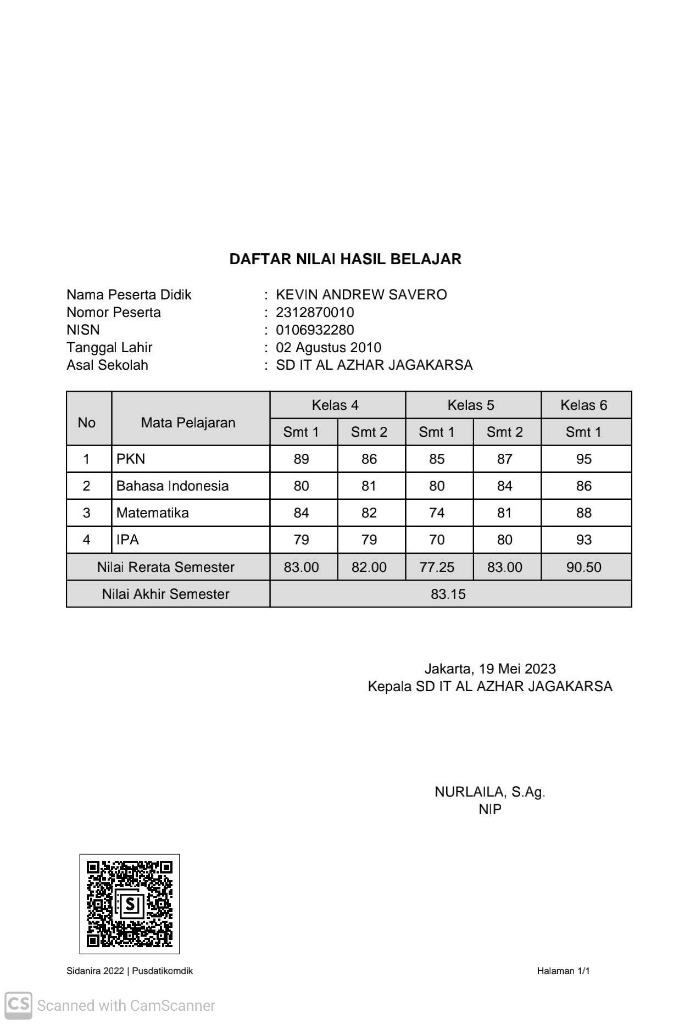 DAFTAR NILAI HASIL BELAJAR
Nama Peserta Didik : KEVIN ANDREW SAVERO
Nomor Peserta : 2312870010
NISN : 0106932280
Tanggal Lahir : 02 Agustus 2010
Asal Sekolah : SD IT AL AZHAR JAGAKARSA
No Mata Pelajaran Kelas 4 Kelas 5 Kelas 6
Smt 1 Smt 2 Smt 1 Smt 2 Smt 1
1 PKN 89 86 85 87 95
2 Bahasa Indonesia 80 81 80 84 86
3 Matematika 84 82 74 81 88
4 IPA 79 79 70 80 93
Nilai Rerata Semester 83.00 82.00 77.25 83.00 90.50
Nilai Akhir Semester 83.15
Jakarta, 19 Mei 2023
Kepala SD IT AL AZHAR JAGAKARSA
NURLAILA, S.Ag.
NIP
Sidanira 2022 | Pusdatikomdik Halaman 1/1
CS Scanned with CamScanner